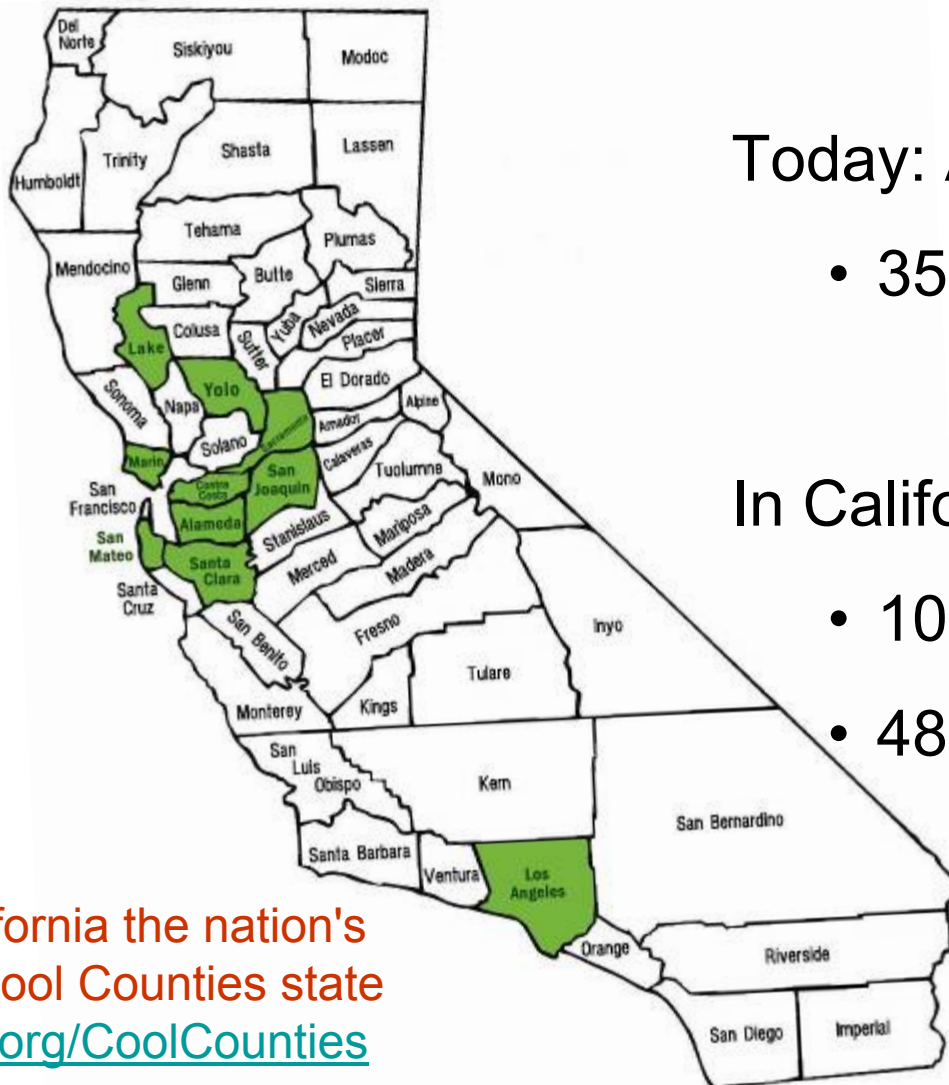 Del
Norte
Siskiyou
Modoc
Humboldt
Trinity
Shasta
Lassen
Tehama
Plumas
Mendocino
Glenn
Butte
Sierra
Lake
Colusa
Sutter
Yuba
Nevada
Placer
Sonoma
Napa
Yolo
El Dorado
Alpine
Solano
Sacramento
Amador
Calaveras
Marin
Contra
Costa
San
Joaquin
Tuolumne
Mono
San
Francisco
Alameda
Stanislaus
Mariposa
San
Mateo
Santa
Clara
Merced
Madera
Santa
Cruz
San Benito
Fresno
Inyo
Monterey
Kings
Tulare
San
Luis
Obispo
Kern
San Bernardino
Santa Barbara
Ventura
Los
Angeles
Orange
Riverside
San Diego
Imperial
Today:
• 35
In Califo
• 10
• 48
fornia the nation's
ool Counties state
org/CoolCounties